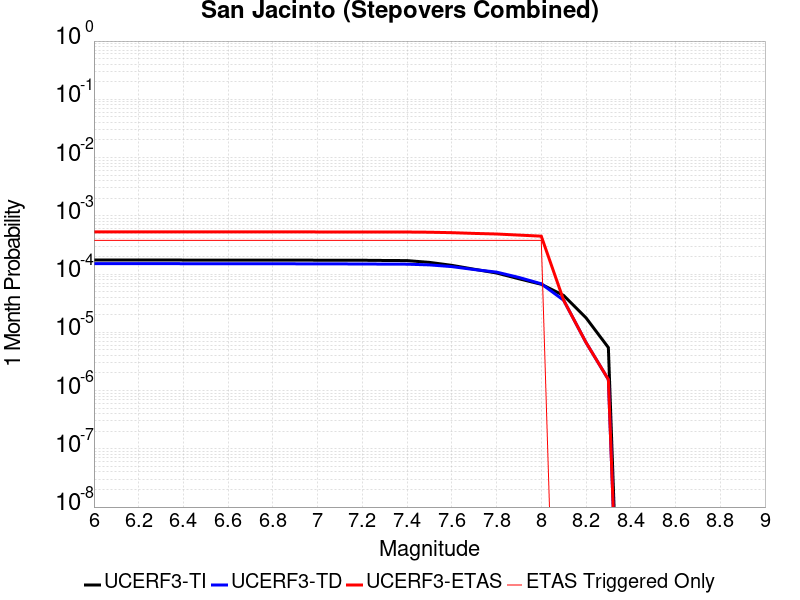 San Jacinto (Stepovers Combined)
10^0
10^-1
10^-2
10^-3
10^-4
10^-5
10^-6
10^-7
10^-8
1 Month Probability
6 6.2 6.4 6.6 6.8 7 7.2 7.4 7.6 7.8 8 8.2 8.4 8.6 8.8 9
Magnitude
UCERF3-TI UCERF3-TD UCERF3-ETAS ETAS Triggered Only